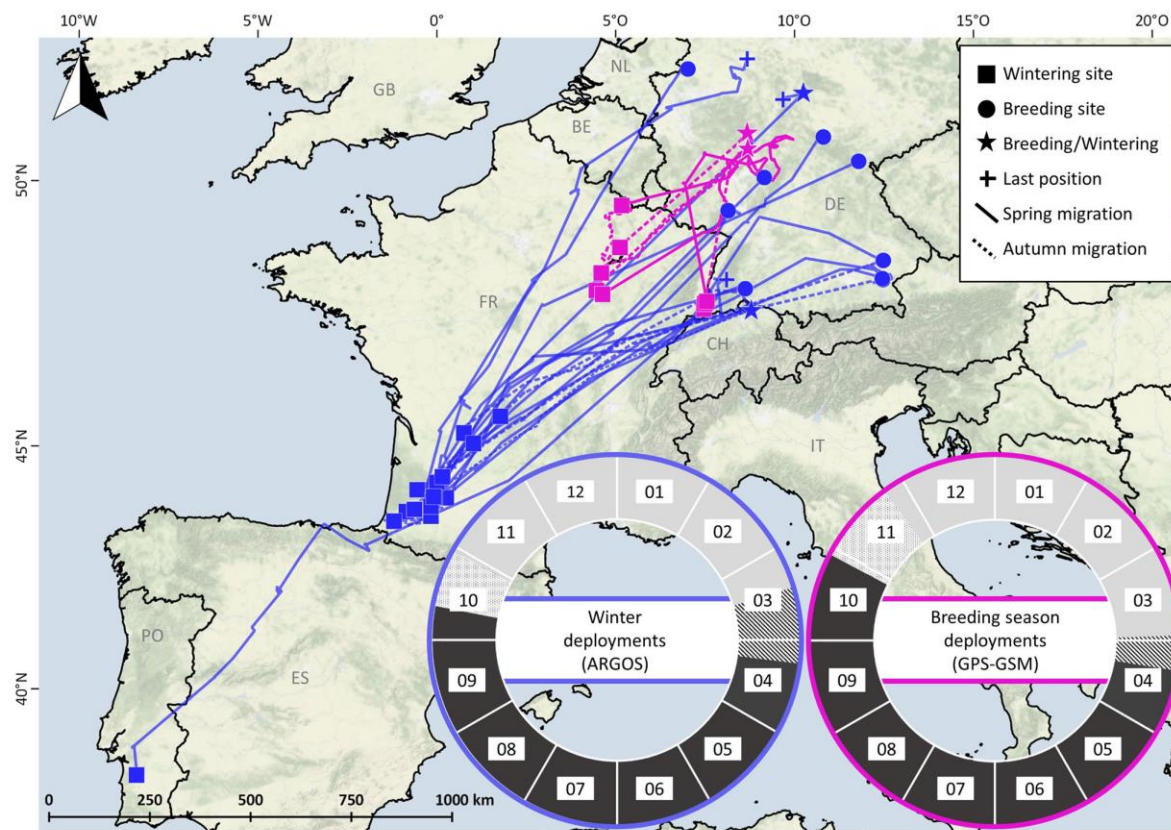 10°W
5°W
0°
5°E
10°E
15°E
20°E
50°N
45°N
40°N
GB
NL
BE
DE
FR
CH
IT
PO
ES
Wintering site
Breeding site
Breeding/Wintering
Last position
Spring migration
Autumn migration
12
01
11
02
10
03
Winter
deployments
(ARGOS)
09
04
08
05
07
06
12
01
11
02
10
03
Breeding season
deployments
(GPS-GSM)
09
04
08
05
07
06
0
250
500
750
1000 km